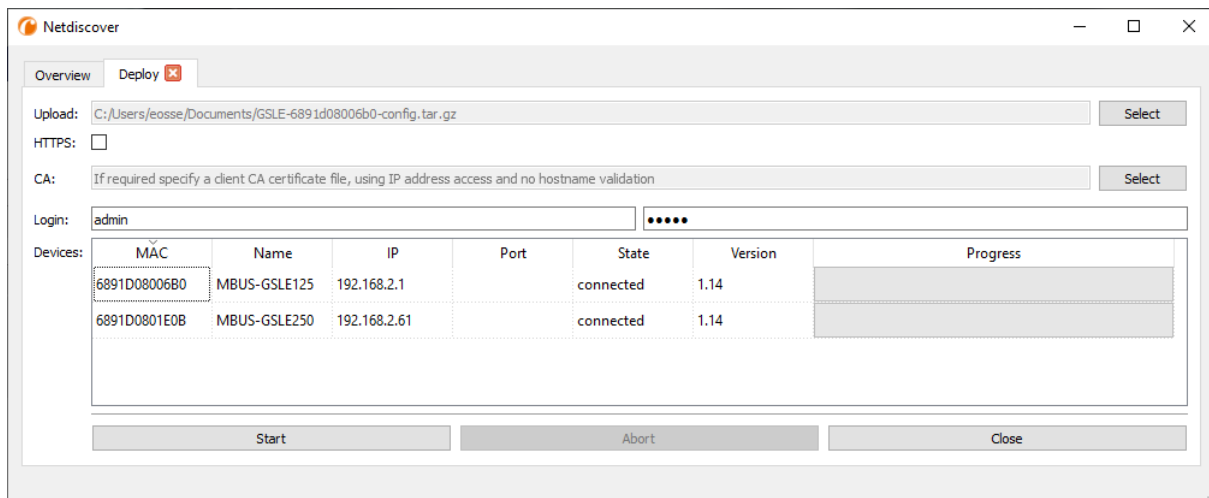 Netdiscover
Overview Deploy
Upload: C:/Users/eosse/Documents/GSLE-6891d08006b0-config.tar.gz Select
HTTPS:
CA: If required specify a client CA certificate file, using IP address access and no hostname validation Select
Login: admin •••••
Devices: MAC Name IP Port State Version Progress
6891D08006B0 MBUS-GSLE125 192.168.2.1 connected 1.14
6891D0801E0B MBUS-GSLE250 192.168.2.61 connected 1.14
Start Abort Close